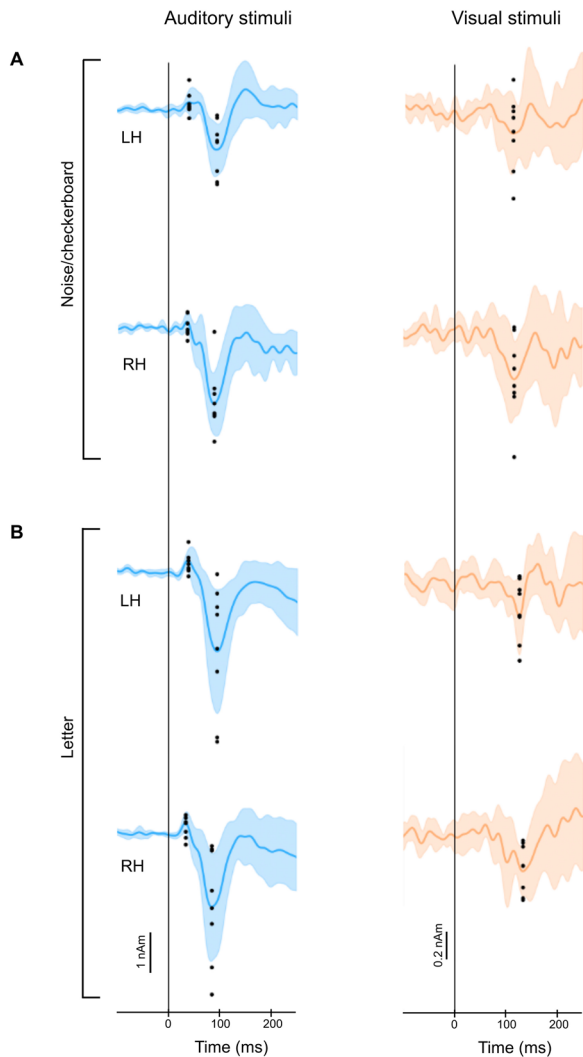 Auditory stimuli
Visual stimuli
A
Noise/checkerboard
LH
RH
B
Letter
LH
RH
1 nAm
0.2 nAm
0 100 200
0 100 200
Time (ms)
Time (ms)